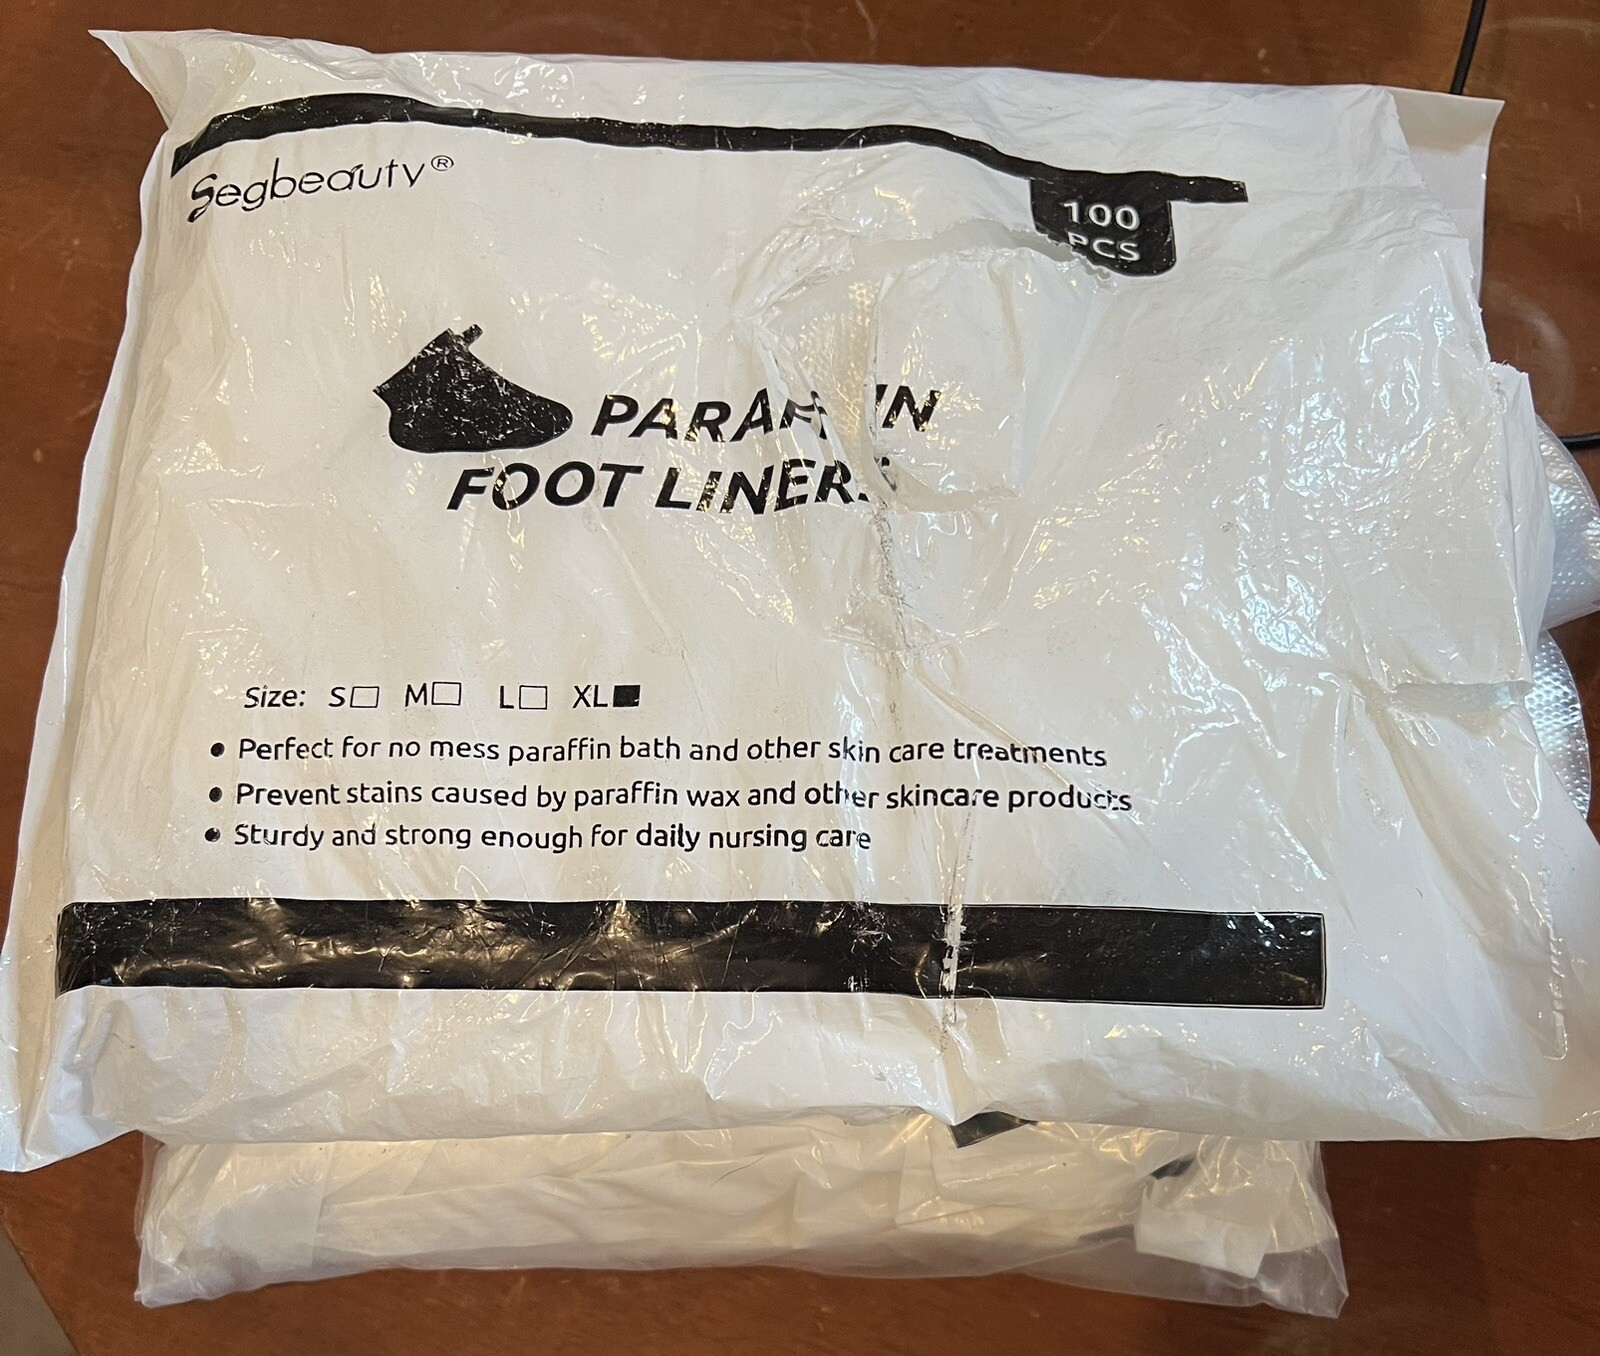 Segbeauty®
100
PCS
PARAFFIN
FOOT LINERS
Size: S□ M□ L□ XL■
• Perfect for no mess paraffin bath and other skin care treatments
• Prevent stains caused by paraffin wax and other skincare products
• Sturdy and strong enough for daily nursing care